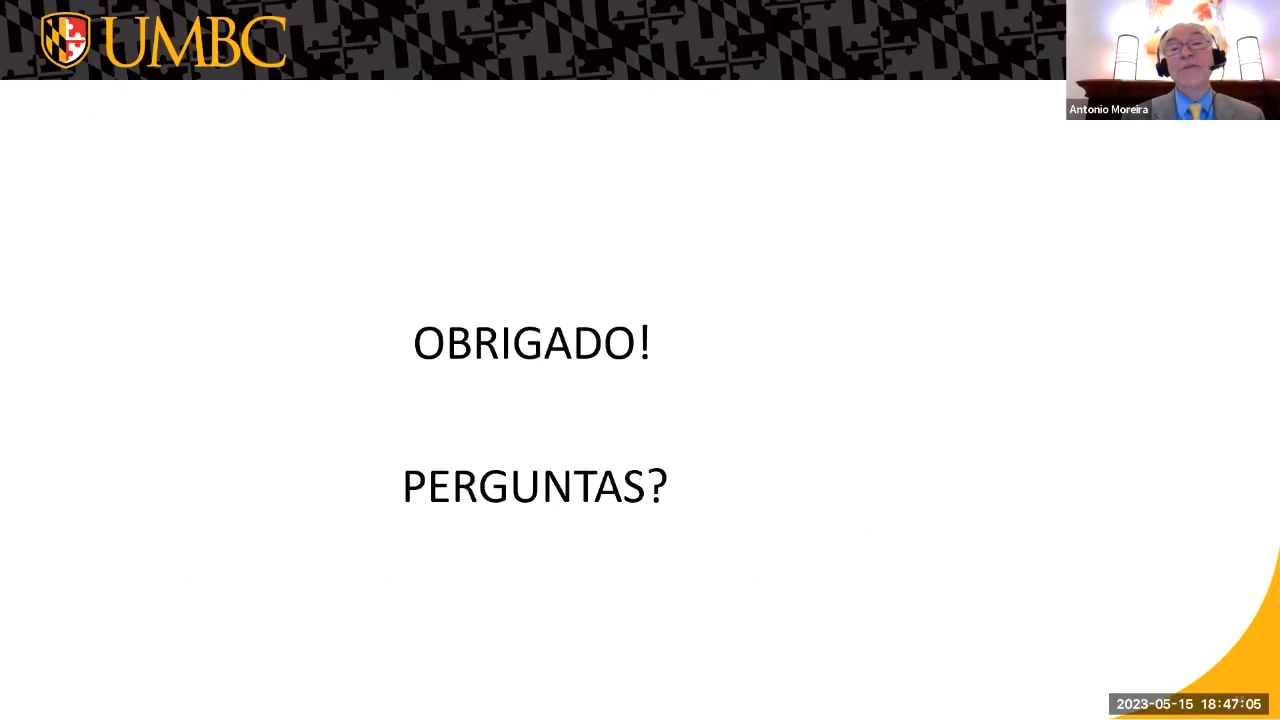 UMBC
Antonio Moreira
OBRIGADO!
PERGUNTAS?
2023-05-15 18:47:05